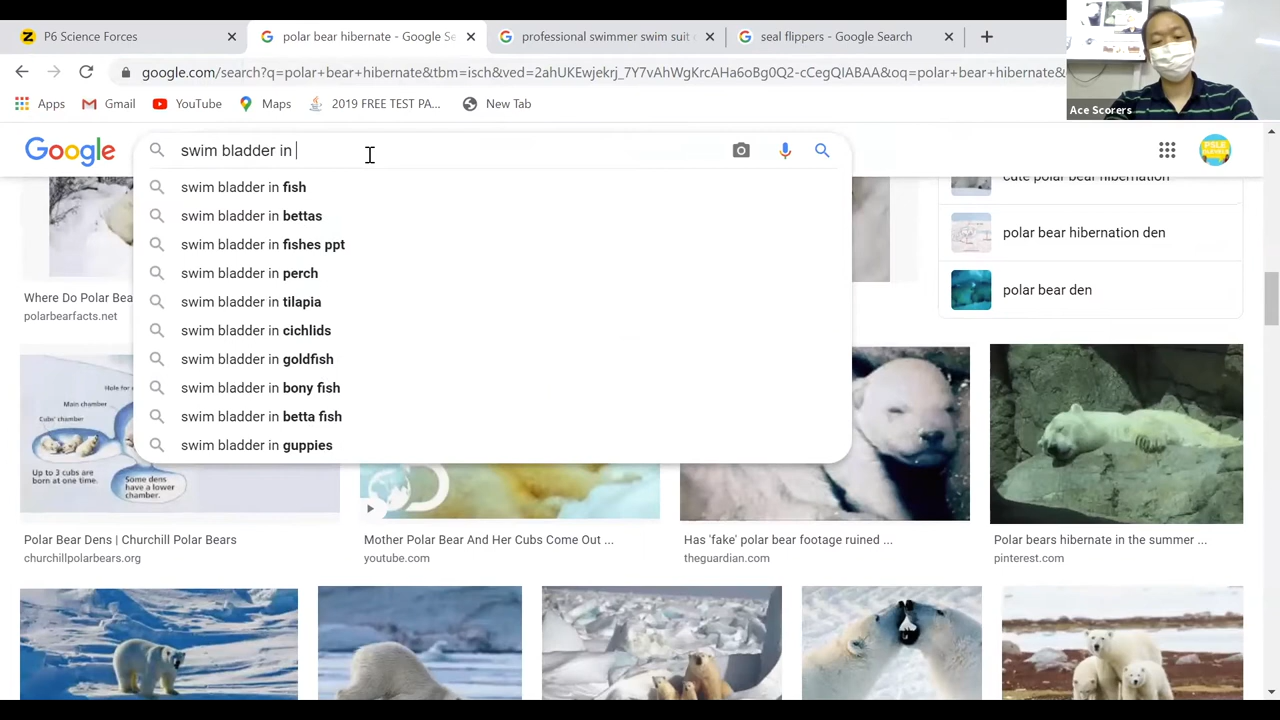 P6 Science Forces
polar bear hibernate - Google Se
professional swimmer swim suit
seal flippers - Google Search
google.com/search?q=polar+bear+hibernate&tbm=isch&ved=2ahUKEwjekrj_7Y7vAhWgKrcAHa6oBg0Q2-cCegQIABAA&oq=polar+bear+hibernate&
Ace Scorers
Apps
Gmail
YouTube
Maps
2019 FREE TEST PA...
New Tab
Google
swim bladder in
swim bladder in fish
swim bladder in bettas
swim bladder in fishes ppt
swim bladder in perch
swim bladder in tilapia
swim bladder in cichlids
swim bladder in goldfish
swim bladder in bony fish
swim bladder in betta fish
swim bladder in guppies
PSLE
cute polar bear hibernation
polar bear hibernation den
polar bear den
Where Do Polar Bea
polarbearfacts.net
Hole for
Main chamber
Cubs' chamber
Up to 3 cubs are
born at one time.
Some dens
have a lower
chamber.
Polar Bear Dens | Churchill Polar Bears
churchillpolarbears.org
Mother Polar Bear And Her Cubs Come Out ...
youtube.com
Has 'fake' polar bear footage ruined ...
theguardian.com
Polar bears hibernate in the summer ...
pinterest.com